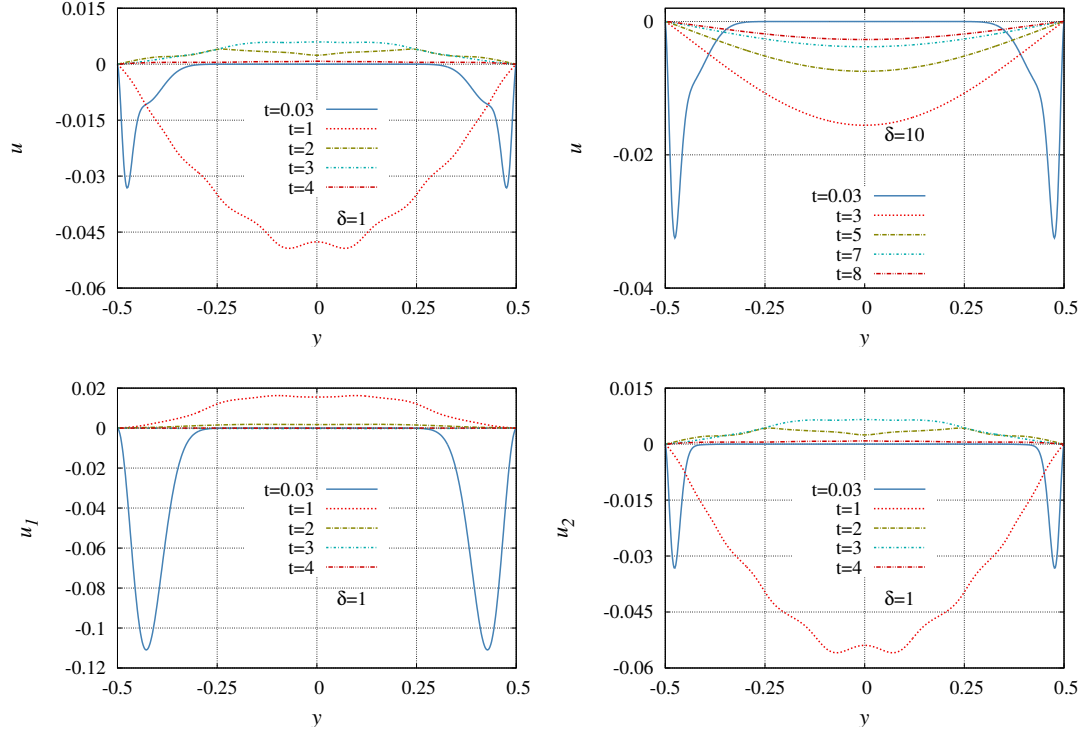 0.015
0
-0.015
-0.03
-0.045
-0.06
u
t=0.03
t=1
t=2
t=3
t=4
δ=1
-0.5
-0.25
0
0.25
0.5
y
0
-0.02
-0.04
u
δ=10
t=0.03
t=3
t=5
t=7
t=8
-0.5
-0.25
0
0.25
0.5
y
0.02
0
-0.02
-0.04
-0.06
-0.08
-0.1
-0.12
u1
t=0.03
t=1
t=2
t=3
t=4
δ=1
-0.5
-0.25
0
0.25
0.5
y
0.015
0
-0.015
-0.03
-0.045
-0.06
u2
t=0.03
t=1
t=2
t=3
t=4
δ=1
-0.5
-0.25
0
0.25
0.5
y